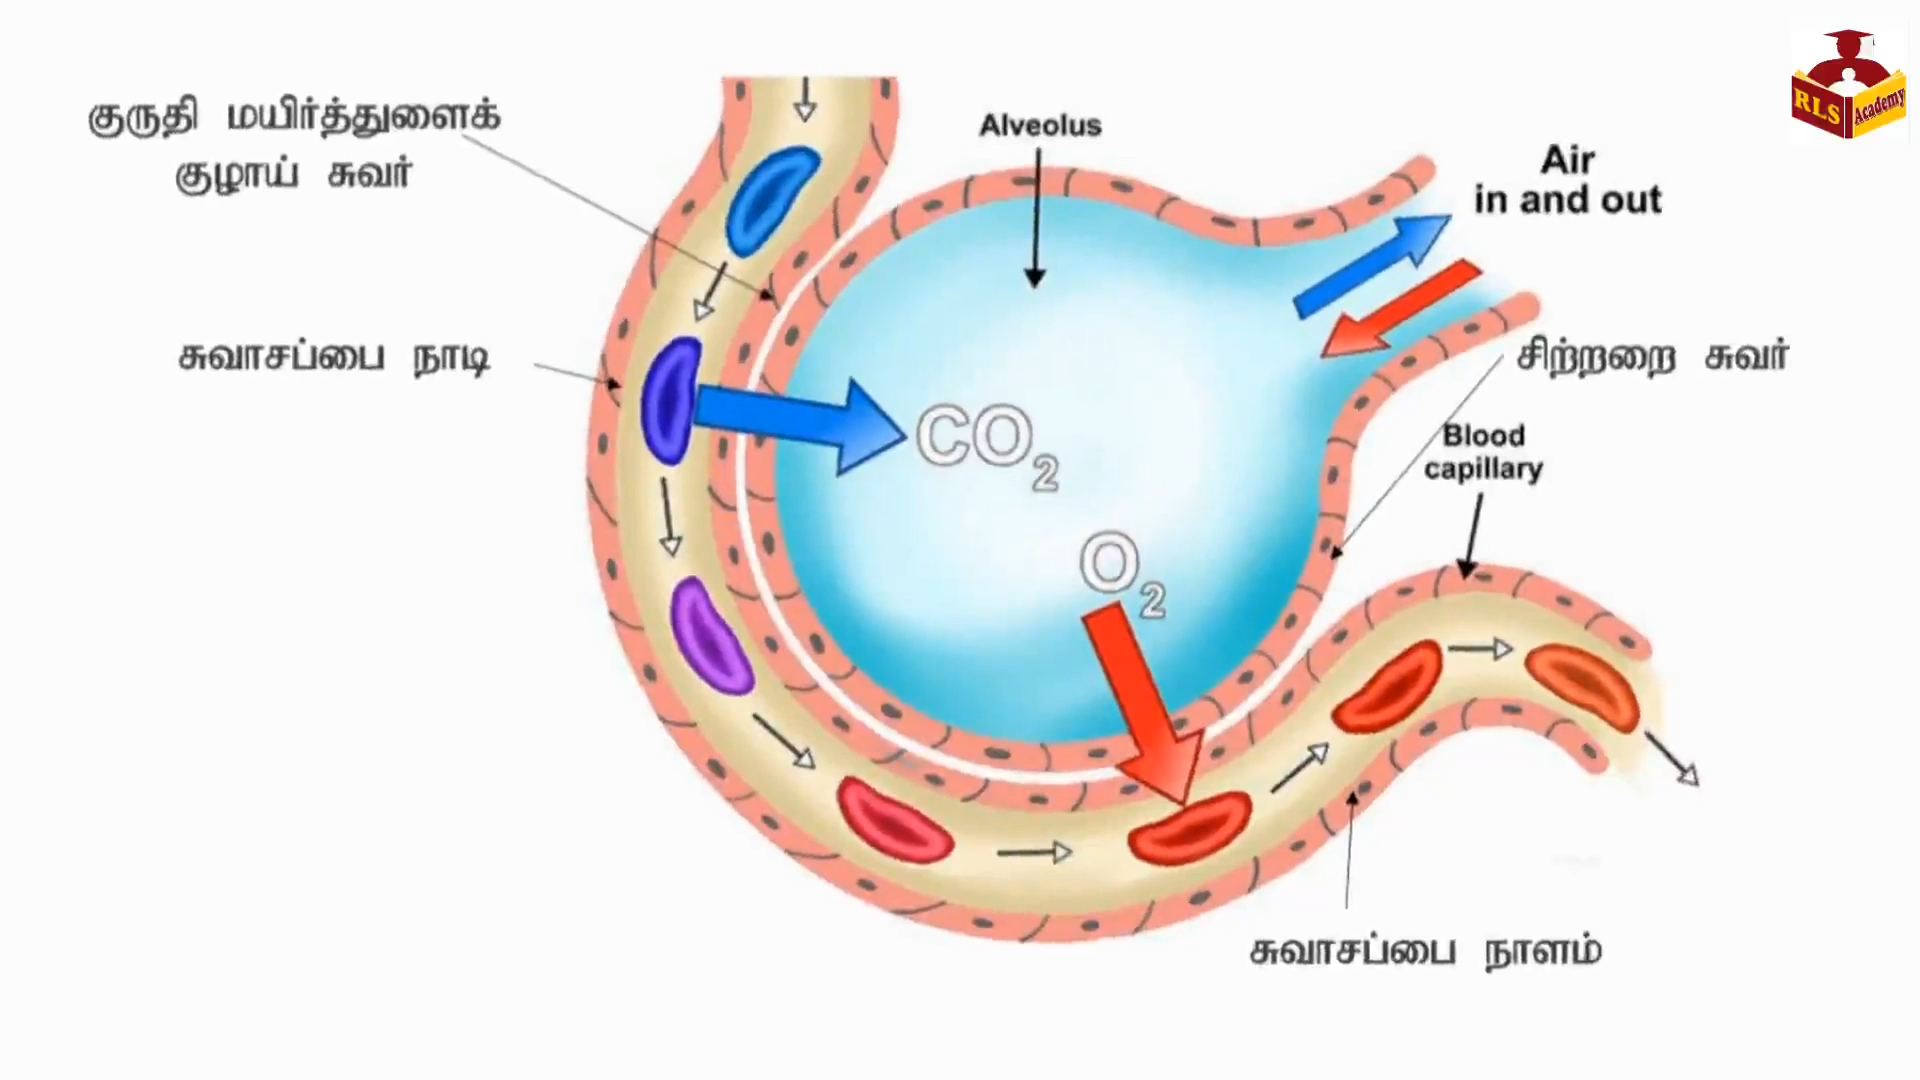 குருதி மயிர்த்துளைக்
குழாய் சுவர்
Alveolus
Air
in and out
RLS
Academy
சுவாசப்பை நாடி
சிற்றறை சுவர்
CO₂
Blood
capillary
O₂
சுவாசப்பை நாளம்